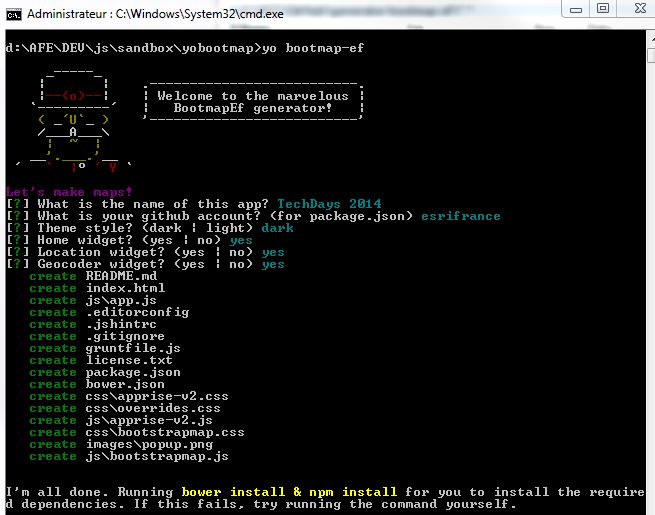 Administrateur : C:\Windows\System32\cmd.exe
d:\AFE\DEV\js\sandbox\yobootmap>yo bootmap-ef
Welcome to the marvelous
BootmapEf generator!
Let's make maps!
[?] What is the name of this app? TechDays 2014
[?] What is your github account? (for package.json) esrifrance
[?] Theme style? (dark | light) dark
[?] Home widget? (yes | no) yes
[?] Location widget? (yes | no) yes
[?] Geocoder widget? (yes | no) yes
create README.md
create index.html
create js\app.js
create .editorconfig
create .jshintrc
create .gitignore
create gruntfile.js
create license.txt
create package.json
create bower.json
create css\apprise-v2.css
create css\overrides.css
create js\apprise-v2.js
create css\bootstrapmap.css
create images\popup.png
create js\bootstrapmap.js
I'm all done. Running bower install & npm install for you to install the require
d dependencies. If this fails, try running the command yourself.